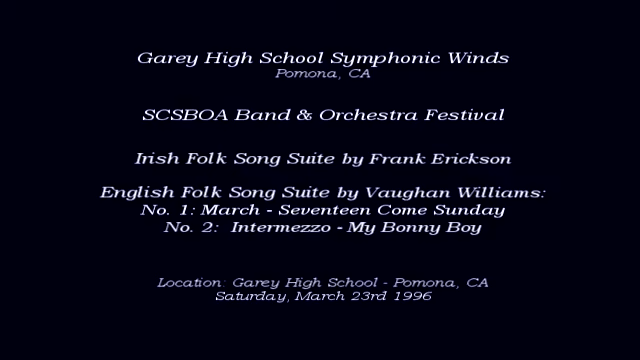 Garey High School Symphonic Winds
Pomona, CA
SCSBOA Band & Orchestra Festival
Irish Folk Song Suite by Frank Erickson
English Folk Song Suite by Vaughan Williams:
No. 1: March - Seventeen Come Sunday
No. 2: Intermezzo - My Bonny Boy
Location: Garey High School - Pomona, CA
Saturday, March 23rd 1996